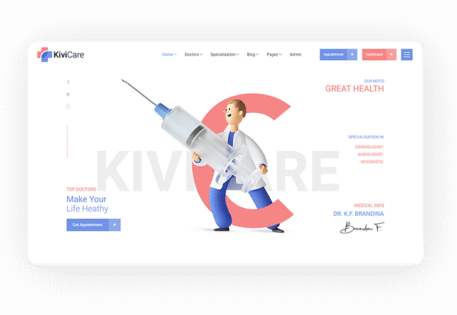 KiviCare
Home Doctors Specialization Blog Pages Admin
Appointment + Dashboard +
OUR MOTO
GREAT HEALTH
SPECIALISATION IN
CARDIOLOGIST
AUDIOLOGIST
INTERNISTS
KIVICARE
TOP DOCTORS
Make Your
Life Heathy
Get Appointment +
MEDICAL INFO
DR. K.F. BRANDINA
Brandina F.